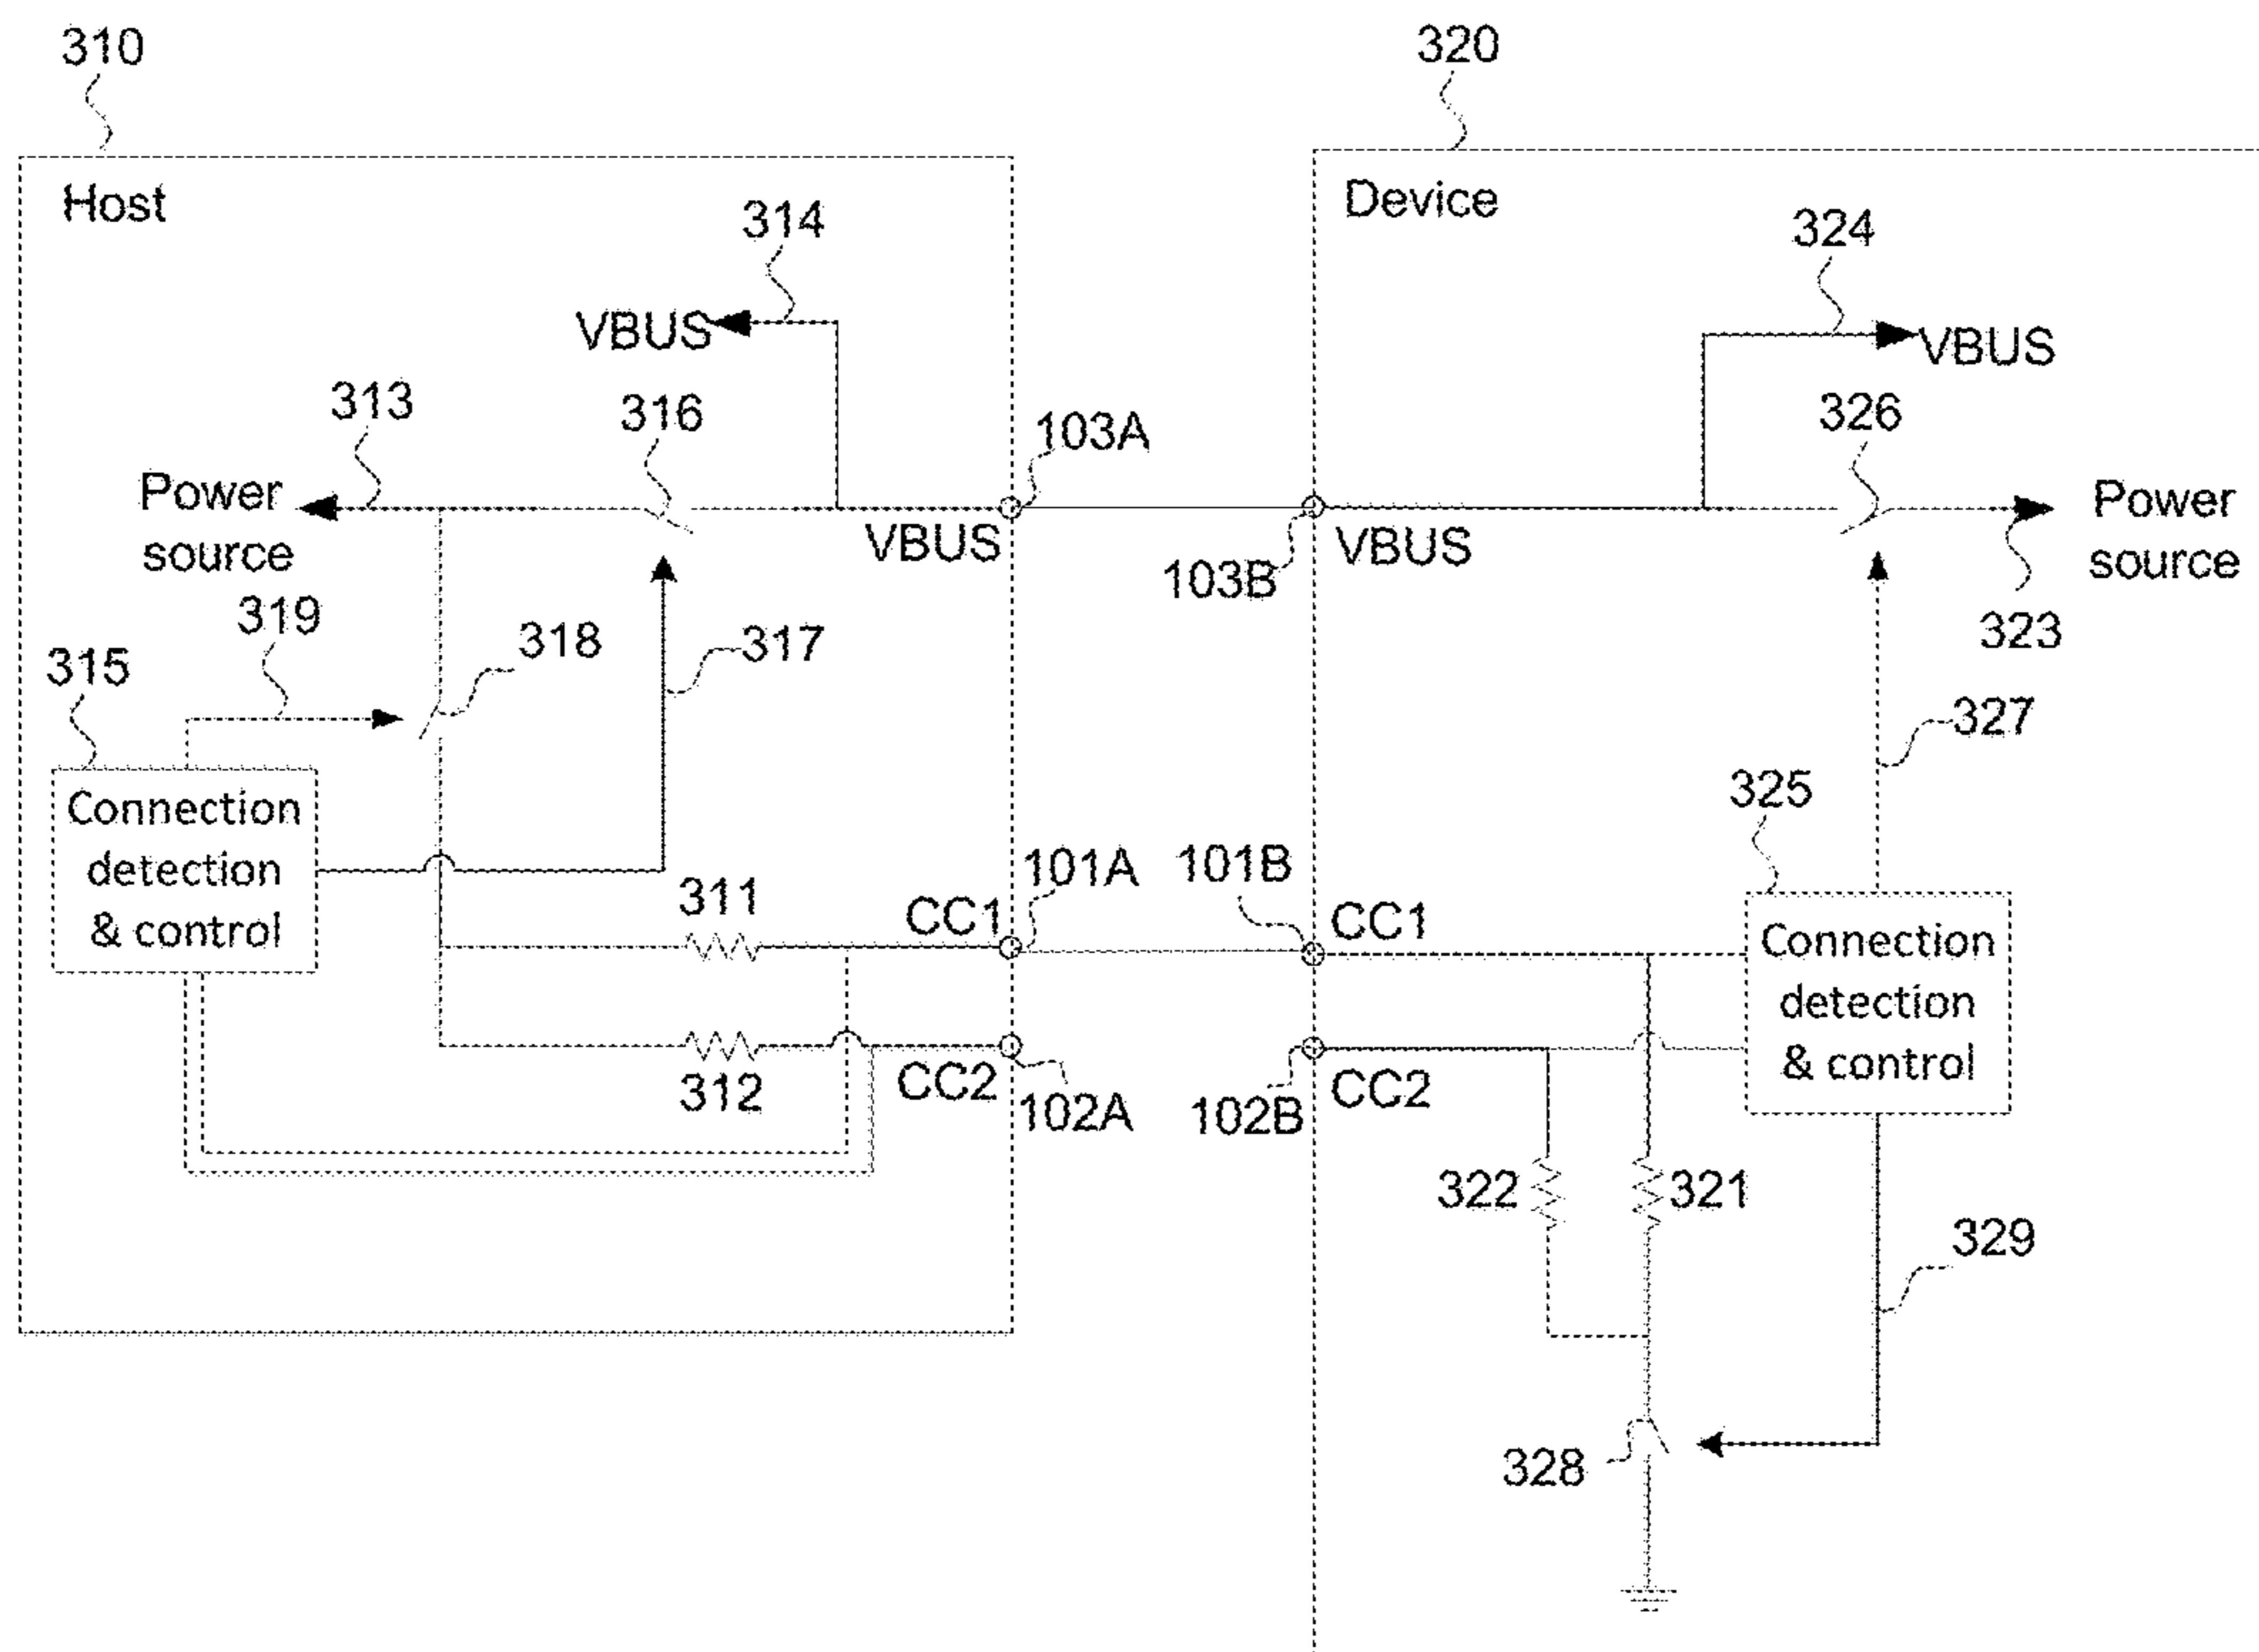 310
320
Host
Device
314
324
VBUS
VBUS
313
316
103A
326
Power
source
VBUS
103B
VBUS
Power
source
323
319
318
317
315
327
325
Connection
detection
& control
311
CC1
101A
101B
CC1
Connection
detection
& control
312
CC2
102A
102B
CC2
322
321
329
328